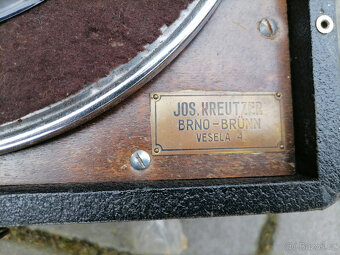 JOS. KREUTZER
BRNO-BRÜNN
VESELÁ 4.